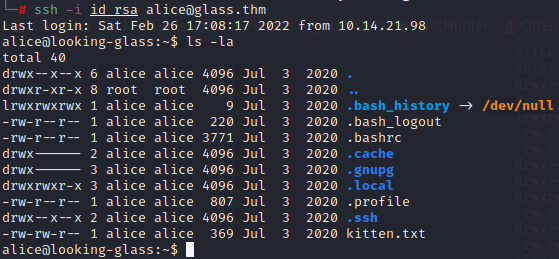 └─# ssh -i id_rsa alice@glass.thm
Last login: Sat Feb 26 17:08:17 2022 from 10.14.21.98
alice@looking-glass:~$ ls -la
total 40
drwx--x--x 6 alice alice 4096 Jul  3  2020 .
drwxr-xr-x 8 root  root  4096 Jul  3  2020 ..
lrwxrwxrwx 1 alice alice    9 Jul  3  2020 .bash_history -> /dev/null
-rw-r--r-- 1 alice alice  220 Jul  3  2020 .bash_logout
-rw-r--r-- 1 alice alice 3771 Jul  3  2020 .bashrc
drwx------ 2 alice alice 4096 Jul  3  2020 .cache
drwx------ 3 alice alice 4096 Jul  3  2020 .gnupg
drwxrwxr-x 3 alice alice 4096 Jul  3  2020 .local
-rw-r--r-- 1 alice alice  807 Jul  3  2020 .profile
drwx--x--x 2 alice alice 4096 Jul  3  2020 .ssh
-rw-rw-r-- 1 alice alice  369 Jul  3  2020 kitten.txt
alice@looking-glass:~$